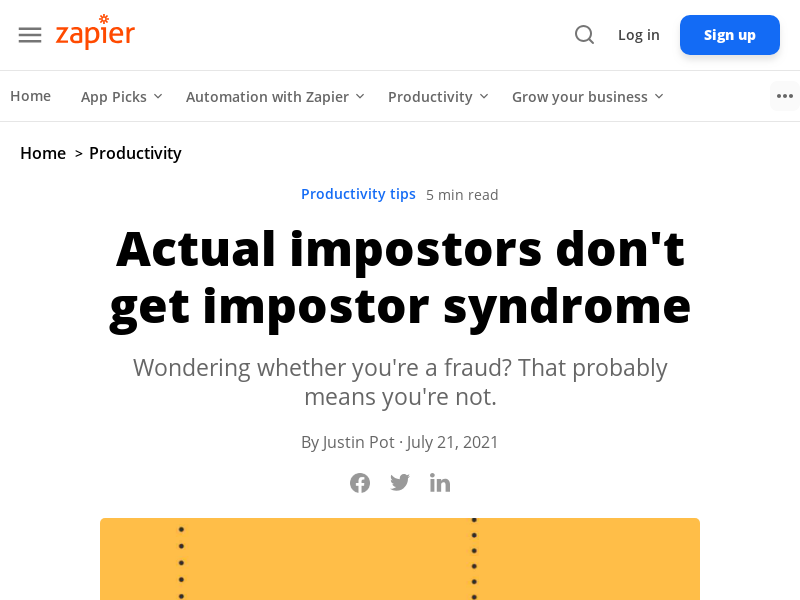 zapier
Log in
Sign up
Home
App Picks
Automation with Zapier
Productivity
Grow your business
Home > Productivity
Productivity tips 5 min read
Actual impostors don't
get impostor syndrome
Wondering whether you're a fraud? That probably
means you're not.
By Justin Pot · July 21, 2021